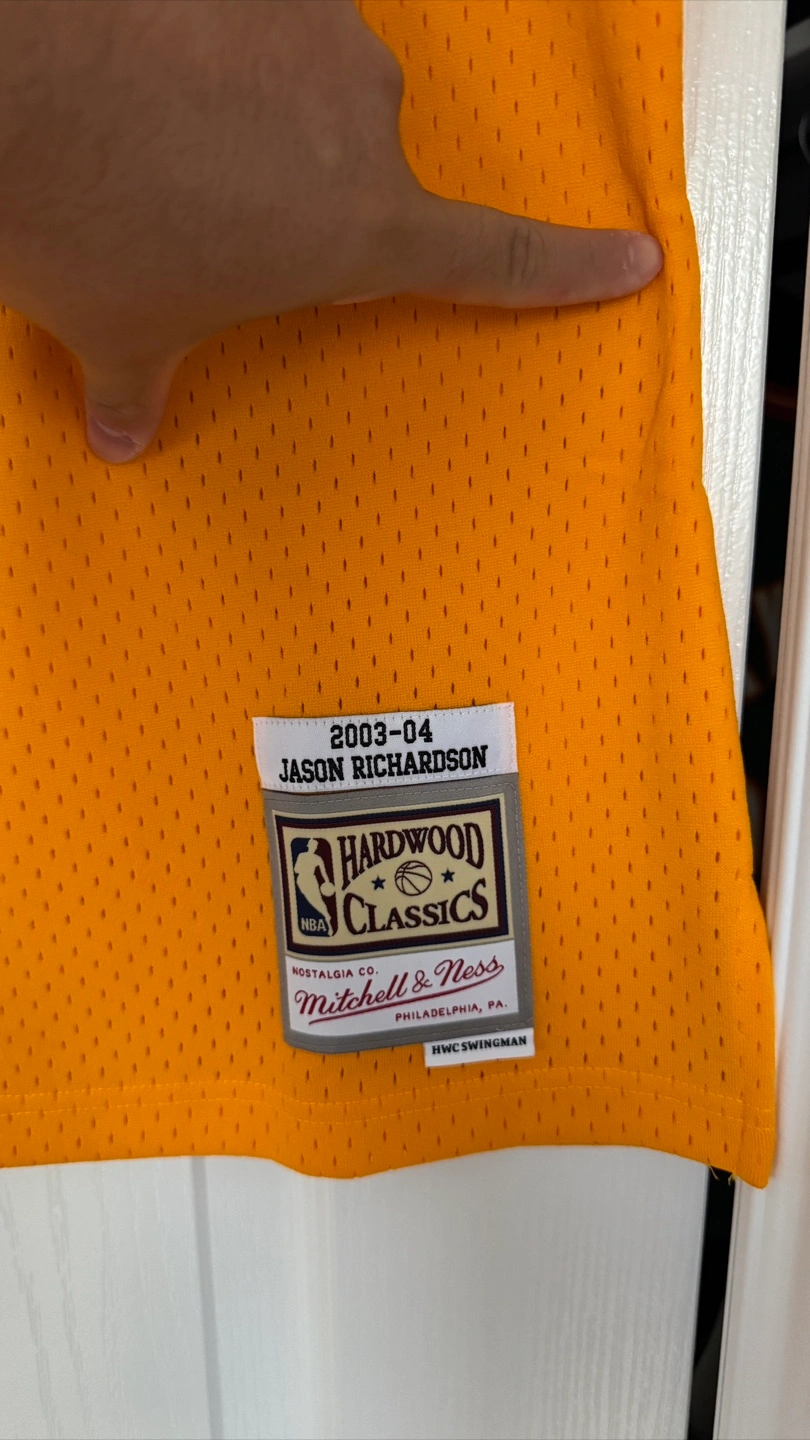 2003-04
JASON RICHARDSON
HARDWOOD
CLASSICS
NBA
NOSTALGIA CO.
Mitchell & Ness
PHILADELPHIA, PA.
HWC SWINGMAN